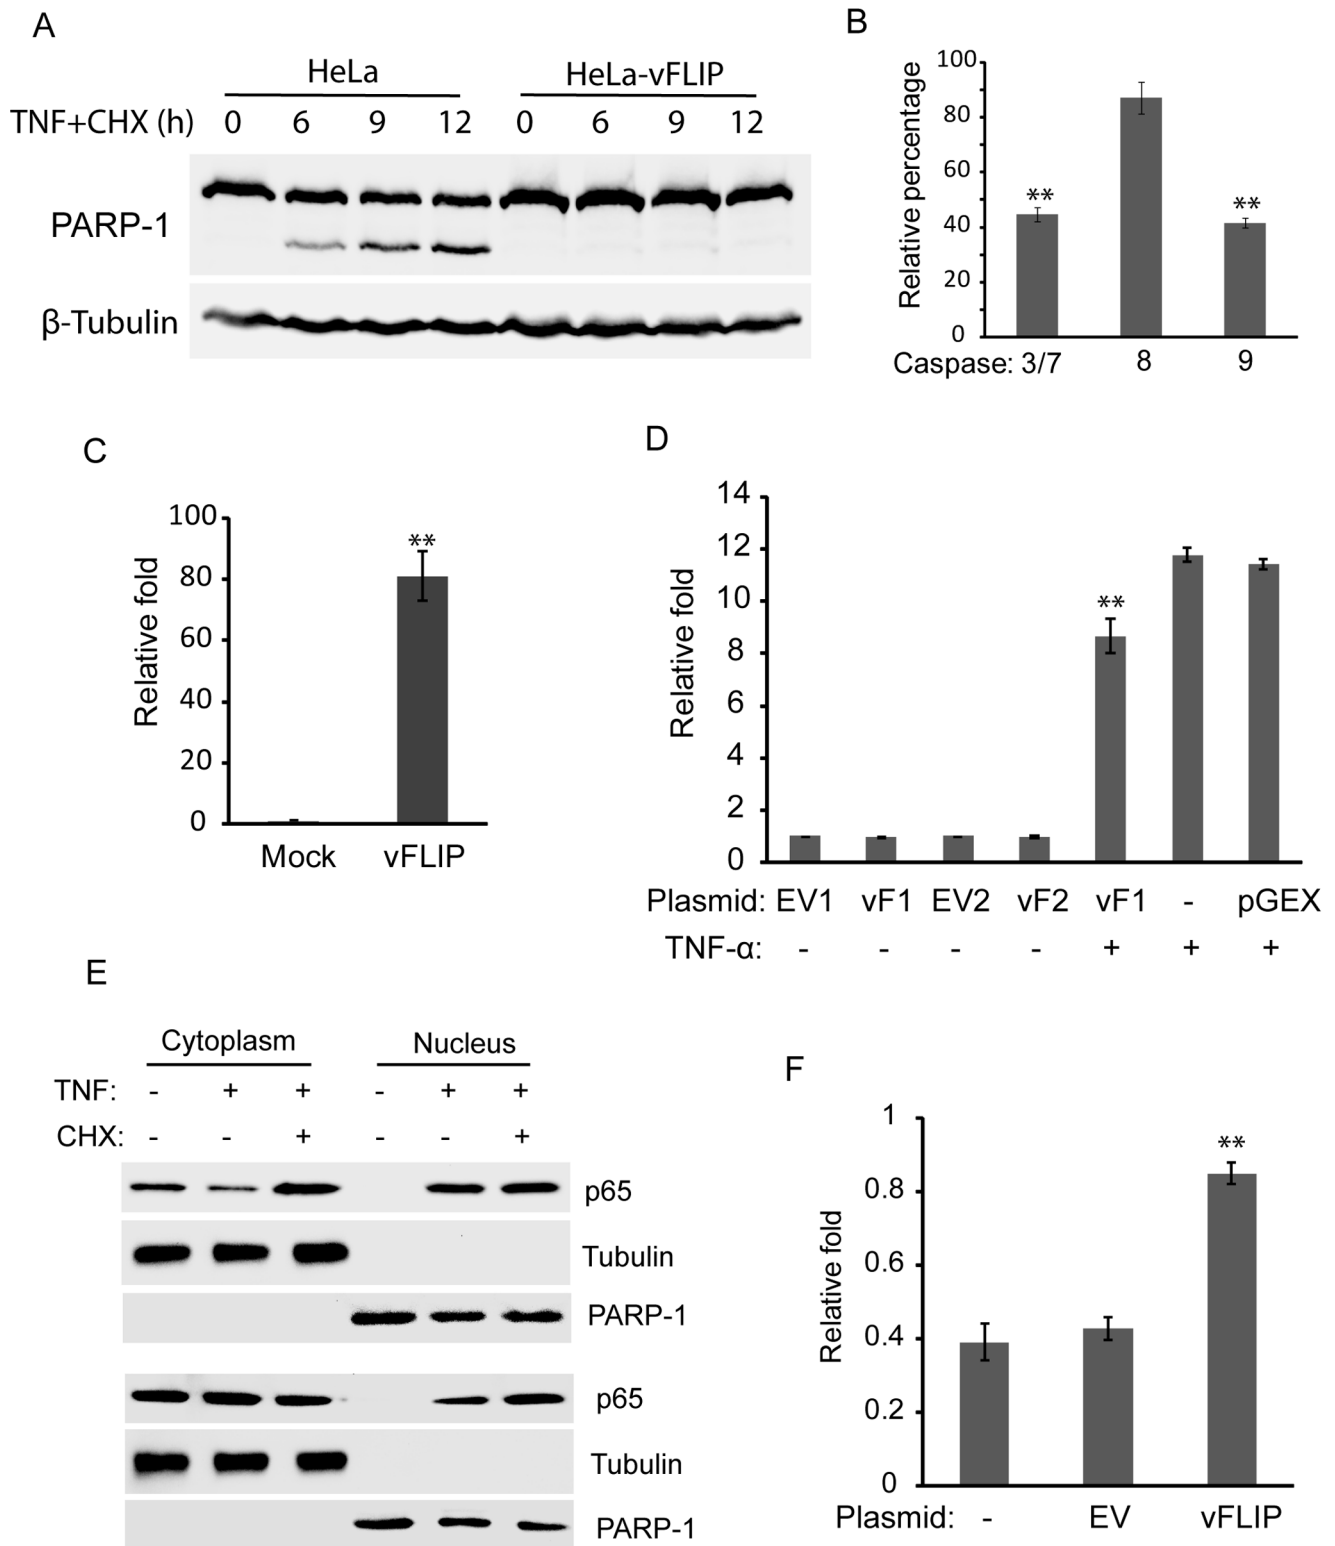 A
HeLa
HeLa-vFLIP
TNF+CHX (h) 0 6 9 12 0 6 9 12
PARP-1
β-Tubulin
B
Relative percentage
100
80
60
40
20
0
**
**
Caspase: 3/7 8 9
C
Relative fold
100
80
60
40
20
0
**
Mock vFLIP
D
Relative fold
14
12
10
8
6
4
2
0
**
Plasmid: EV1 vF1 EV2 vF2 vF1 - pGEX
TNF-α: - - - - + + +
E
Cytoplasm Nucleus
TNF: - + + - + +
CHX: - - + - - +
p65
Tubulin
PARP-1
p65
Tubulin
PARP-1
F
Relative fold
1
0.8
0.6
0.4
0.2
0
**
Plasmid: - EV vFLIP